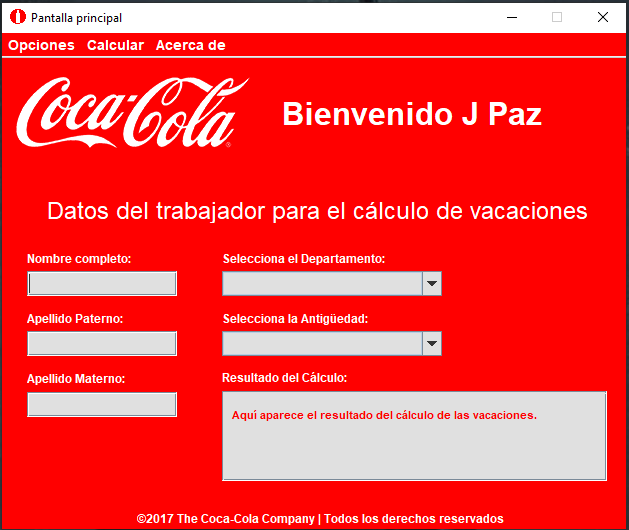 Pantalla principal
Opciones Calcular Acerca de
Coca-Cola ®
Bienvenido J Paz
Datos del trabajador para el cálculo de vacaciones
Nombre completo:
Selecciona el Departamento:
Apellido Paterno:
Selecciona la Antigüedad:
Apellido Materno:
Resultado del Cálculo:
Aquí aparece el resultado del cálculo de las vacaciones.
©2017 The Coca-Cola Company | Todos los derechos reservados